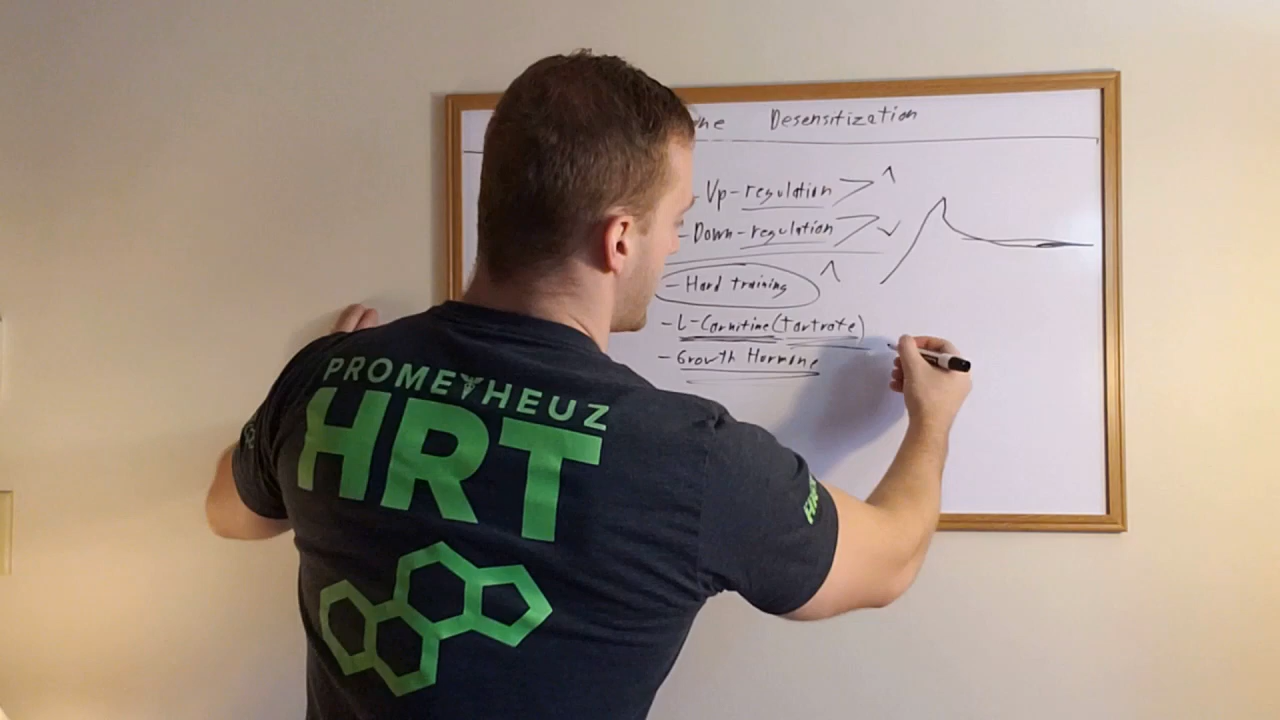 Desensitization
- Up-regulation > ^
- Down-regulation >
- Hard training ^
- L-Carnitine (tartrate)
- Growth Hormone
PROMETHEUZ
HRT